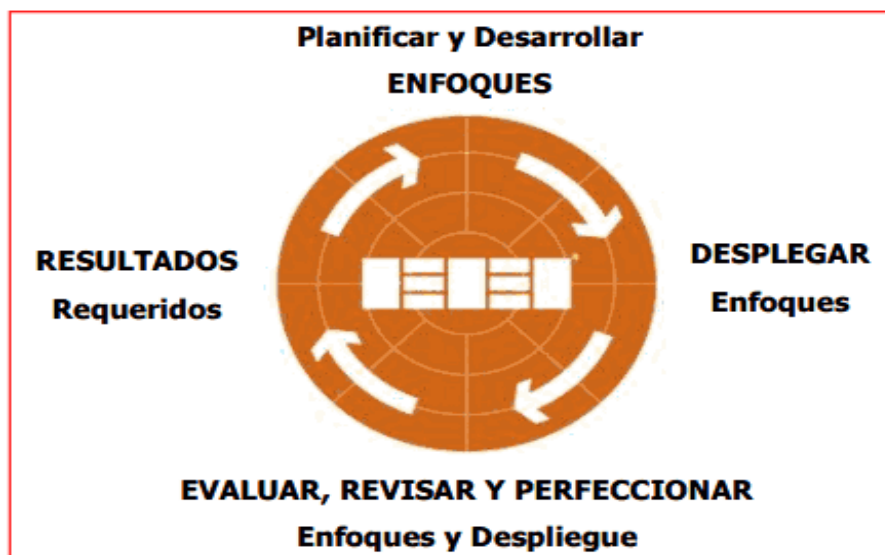 Planificar y Desarrollar
ENFOQUES
RESULTADOS
Requeridos
DESPLEGAR
Enfoques
EVALUAR, REVISAR Y PERFECCIONAR
Enfoques y Despliegue